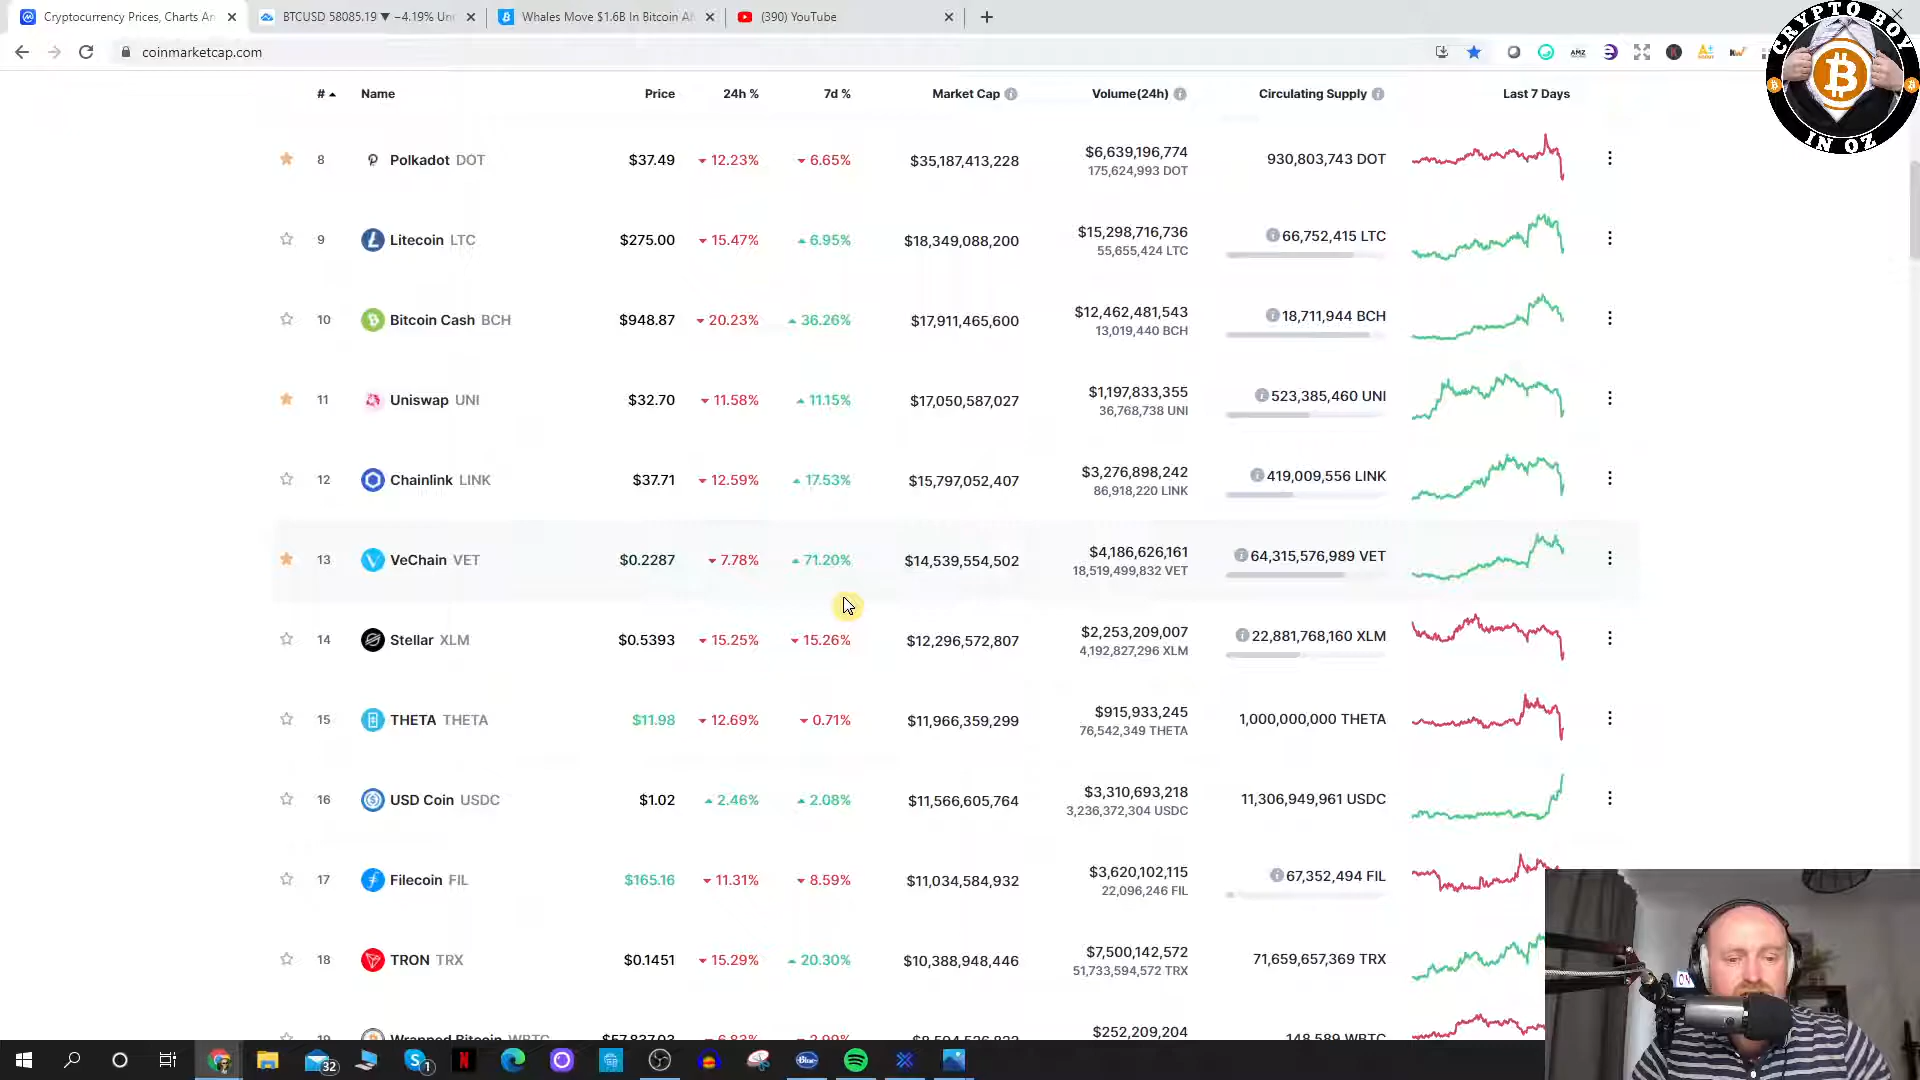 Cryptocurrency Prices, Charts An
BTCUSD 58085.19 ▼ −4.19% Un
Whales Move $1.6B In Bitcoin Af
(390) YouTube
coinmarketcap.com
CRYPTO BOY
IN OZ
# Name Price 24h % 7d % Market Cap Volume(24h) Circulating Supply Last 7 Days
8 Polkadot DOT $37.49 12.23% 6.65% $35,187,413,228 $6,639,196,774 930,803,743 DOT
175,624,993 DOT
9 Litecoin LTC $275.00 15.47% 6.95% $18,349,088,200 $15,298,716,736 66,752,415 LTC
55,655,424 LTC
10 Bitcoin Cash BCH $948.87 20.23% 36.26% $17,911,465,600 $12,462,481,543 18,711,944 BCH
13,019,440 BCH
11 Uniswap UNI $32.70 11.58% 11.15% $17,050,587,027 $1,197,833,355 523,385,460 UNI
36,768,738 UNI
12 Chainlink LINK $37.71 12.59% 17.53% $15,797,052,407 $3,276,898,242 419,009,556 LINK
86,918,220 LINK
13 VeChain VET $0.2287 7.78% 71.20% $14,539,554,502 $4,186,626,161 64,315,576,989 VET
18,519,499,832 VET
14 Stellar XLM $0.5393 15.25% 15.26% $12,296,572,807 $2,253,209,007 22,881,768,160 XLM
4,192,827,296 XLM
15 THETA THETA $11.98 12.69% 0.71% $11,966,359,299 $915,933,245 1,000,000,000 THETA
76,542,349 THETA
16 USD Coin USDC $1.02 2.46% 2.08% $11,566,605,764 $3,310,693,218 11,306,949,961 USDC
3,236,372,304 USDC
17 Filecoin FIL $165.16 11.31% 8.59% $11,034,584,932 $3,620,102,115 67,352,494 FIL
22,096,246 FIL
18 TRON TRX $0.1451 15.29% 20.30% $10,388,948,446 $7,500,142,572 71,659,657,369 TRX
51,733,594,572 TRX
19 Wrapped Bitcoin WBTC $252,209,204 148,589 WBTC
32
1